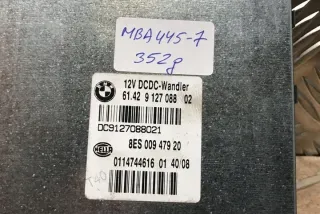 MBA445-7
352g
12V DCDC-Wandler
61.42 9 127 088 02
DC9127088021
8ES 009 479 20
HELLA
0114744616 01 40/08